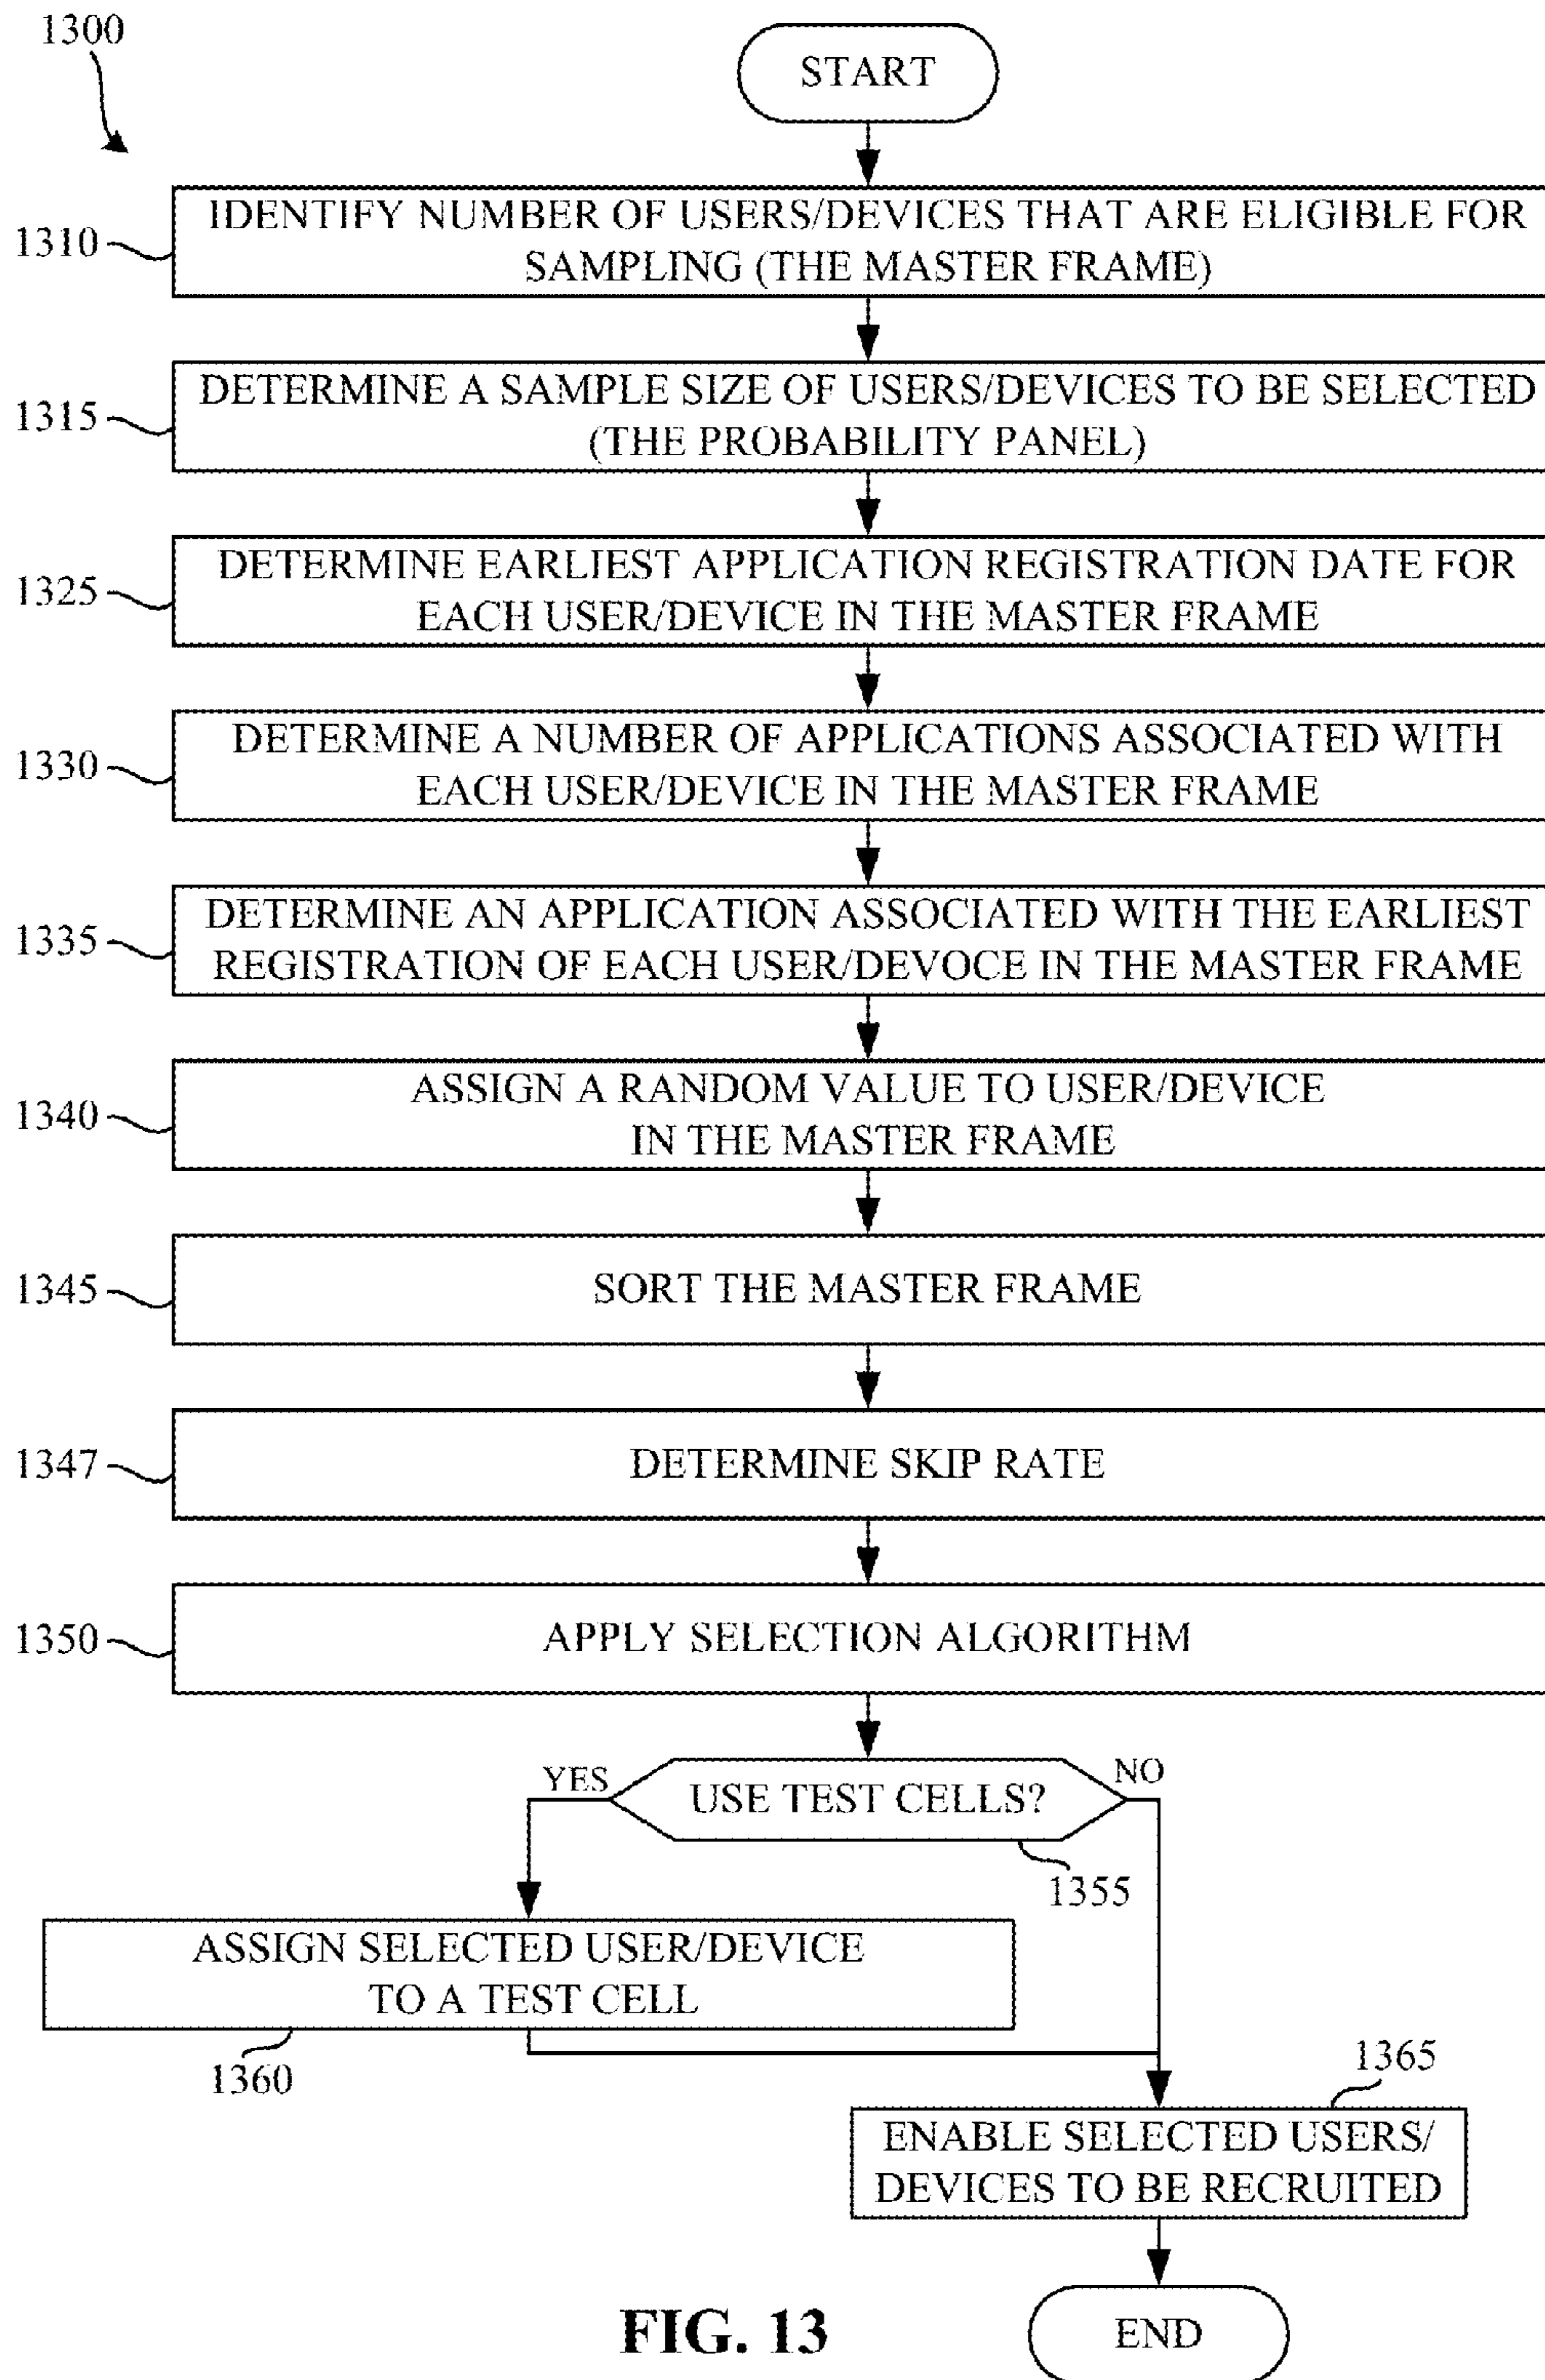 1300
START
1310
IDENTIFY NUMBER OF USERS/DEVICES THAT ARE ELIGIBLE FOR
SAMPLING (THE MASTER FRAME)
1315
DETERMINE A SAMPLE SIZE OF USERS/DEVICES TO BE SELECTED
(THE PROBABILITY PANEL)
1325
DETERMINE EARLIEST APPLICATION REGISTRATION DATE FOR
EACH USER/DEVICE IN THE MASTER FRAME
1330
DETERMINE A NUMBER OF APPLICATIONS ASSOCIATED WITH
EACH USER/DEVICE IN THE MASTER FRAME
1335
DETERMINE AN APPLICATION ASSOCIATED WITH THE EARLIEST
REGISTRATION OF EACH USER/DEVOCE IN THE MASTER FRAME
1340
ASSIGN A RANDOM VALUE TO USER/DEVICE
IN THE MASTER FRAME
1345
SORT THE MASTER FRAME
1347
DETERMINE SKIP RATE
1350
APPLY SELECTION ALGORITHM
YES
USE TEST CELLS?
NO
1355
ASSIGN SELECTED USER/DEVICE
TO A TEST CELL
1360
1365
ENABLE SELECTED USERS/
DEVICES TO BE RECRUITED
END
FIG. 13